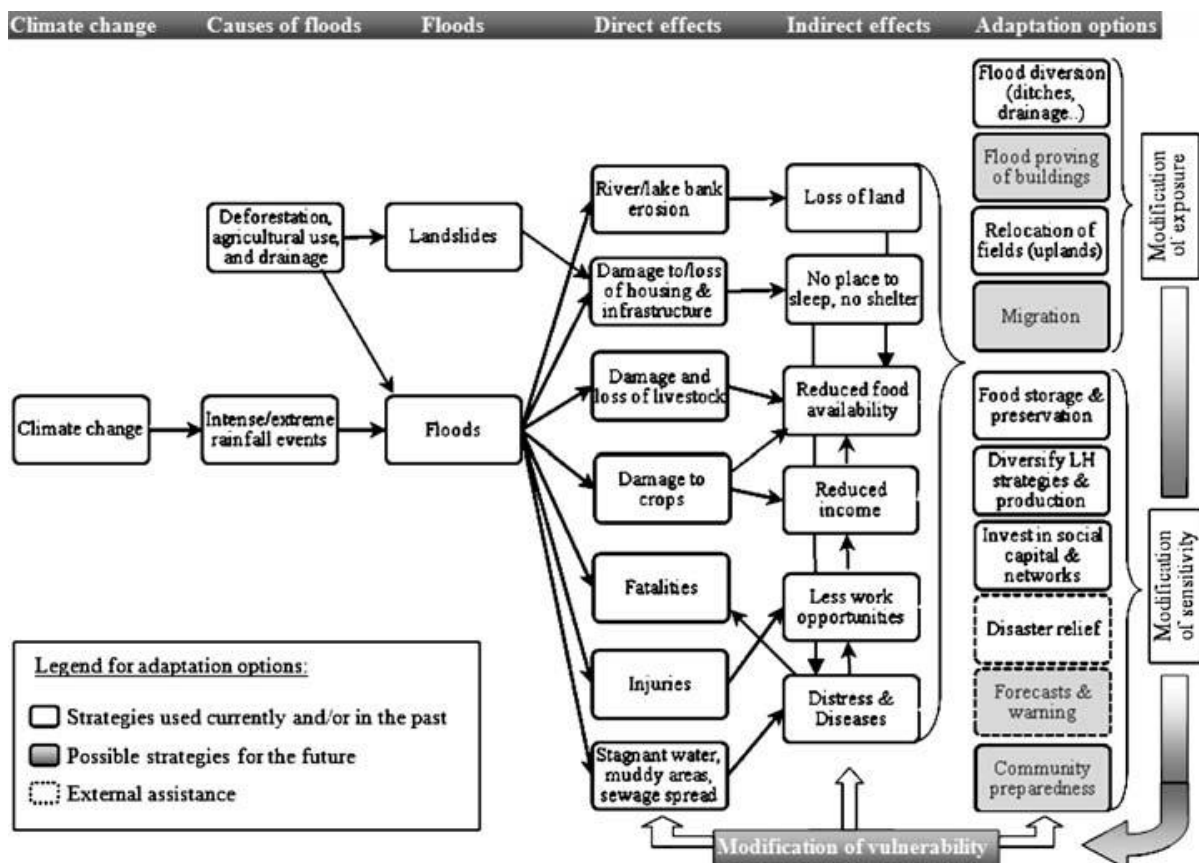 Climate change Causes of floods Floods Direct effects Indirect effects Adaptation options
Flood diversion
(ditches,
drainage..)
Flood proving
of buildings
Relocation of
fields (uplands)
Migration
Modification
of exposure
River/lake bank
erosion
Loss of land
Deforestation,
agricultural use,
and drainage
Landslides
Damage to/loss
of housing &
infrastructure
No place to
sleep, no shelter
Damage and
loss of livestock
Reduced food
availability
Climate change
Intense/extreme
rainfall events
Floods
Damage to
crops
Reduced
income
Fatalities
Less work
opportunities
Injuries
Distress &
Diseases
Stagnant water,
muddy areas,
sewage spread
Food storage &
preservation
Diversify LH
strategies &
production
Invest in social
capital &
networks
Disaster relief
Forecasts &
warning
Community
preparedness
Modification
of sensitivity
Legend for adaptation options:
Strategies used currently and/or in the past
Possible strategies for the future
External assistance
Modification of vulnerability